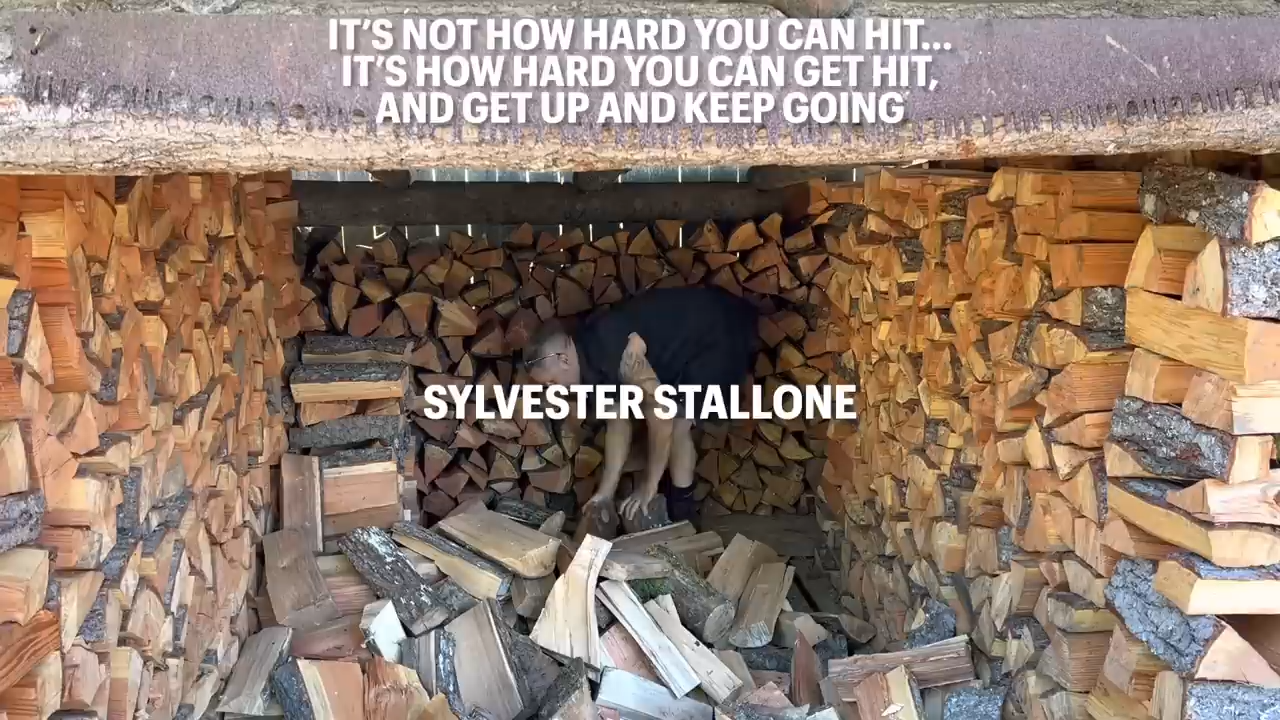 IT’S NOT HOW HARD YOU CAN HIT...
IT’S HOW HARD YOU CAN GET HIT,
AND GET UP AND KEEP GOING
SYLVESTER STALLONE